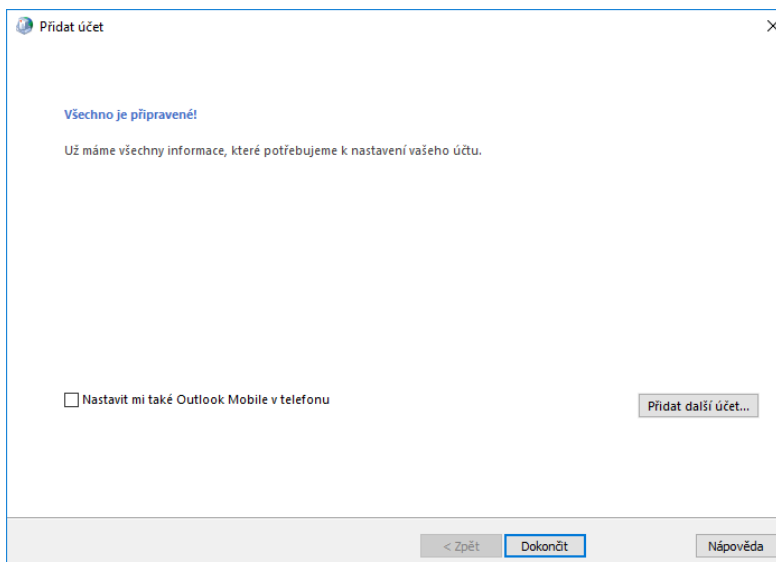 Přidat účet
Všechno je připravené!
Už máme všechny informace, které potřebujeme k nastavení vašeho účtu.
Nastavit mi také Outlook Mobile v telefonu
Přidat další účet...
< Zpět
Dokončit
Nápověda